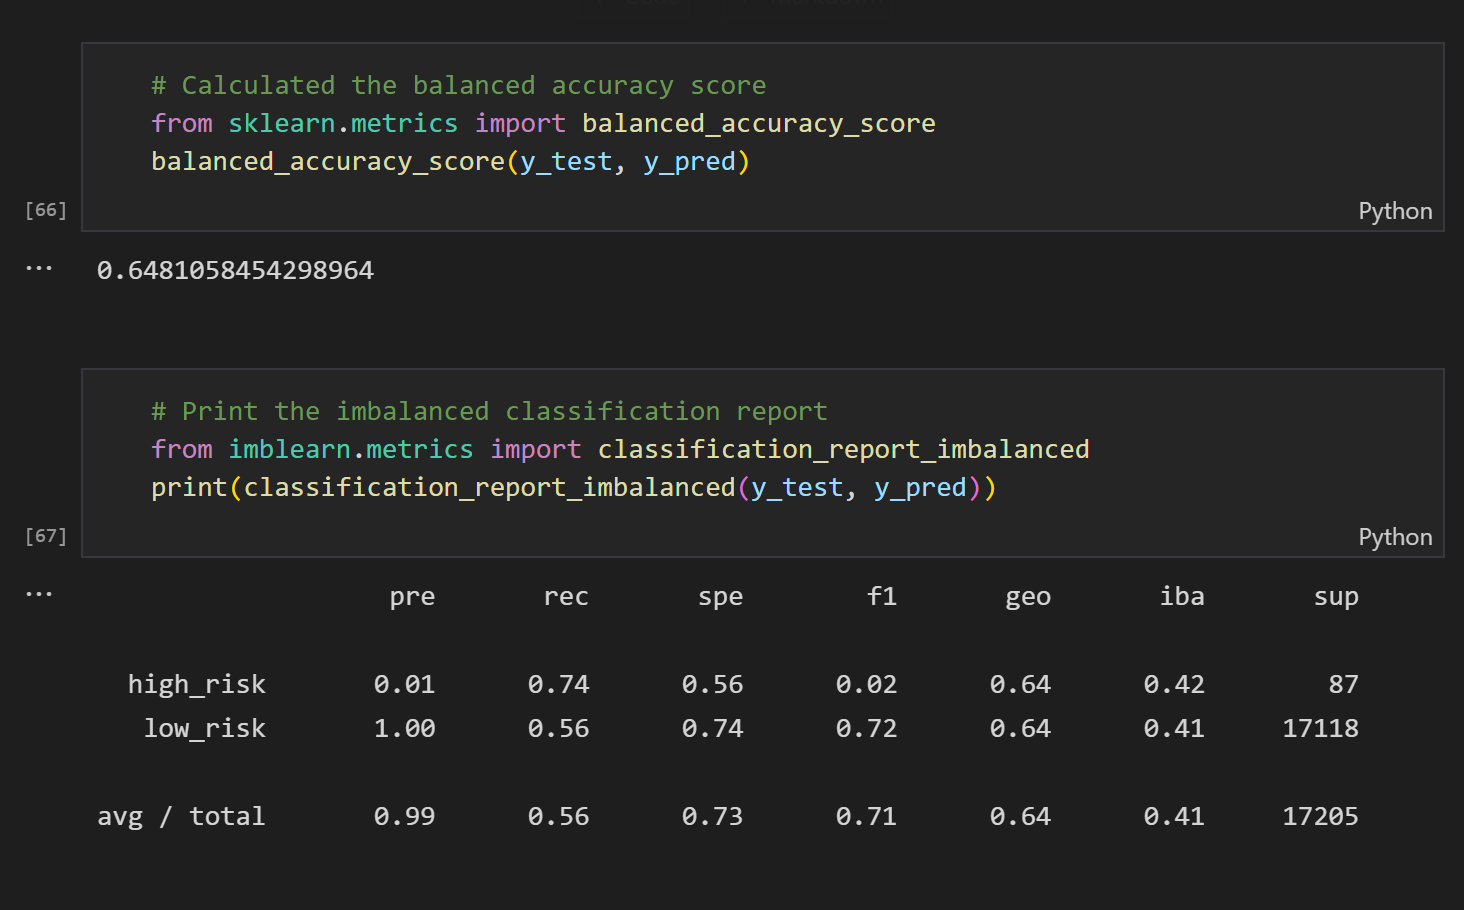 # Calculated the balanced accuracy score
from sklearn.metrics import balanced_accuracy_score
balanced_accuracy_score(y_test, y_pred)
[66]
Python
...
0.6481058454298964
# Print the imbalanced classification report
from imblearn.metrics import classification_report_imbalanced
print(classification_report_imbalanced(y_test, y_pred))
[67]
Python
...
pre rec spe f1 geo iba sup
high_risk 0.01 0.74 0.56 0.02 0.64 0.42 87
low_risk 1.00 0.56 0.74 0.72 0.64 0.41 17118
avg / total 0.99 0.56 0.73 0.71 0.64 0.41 17205